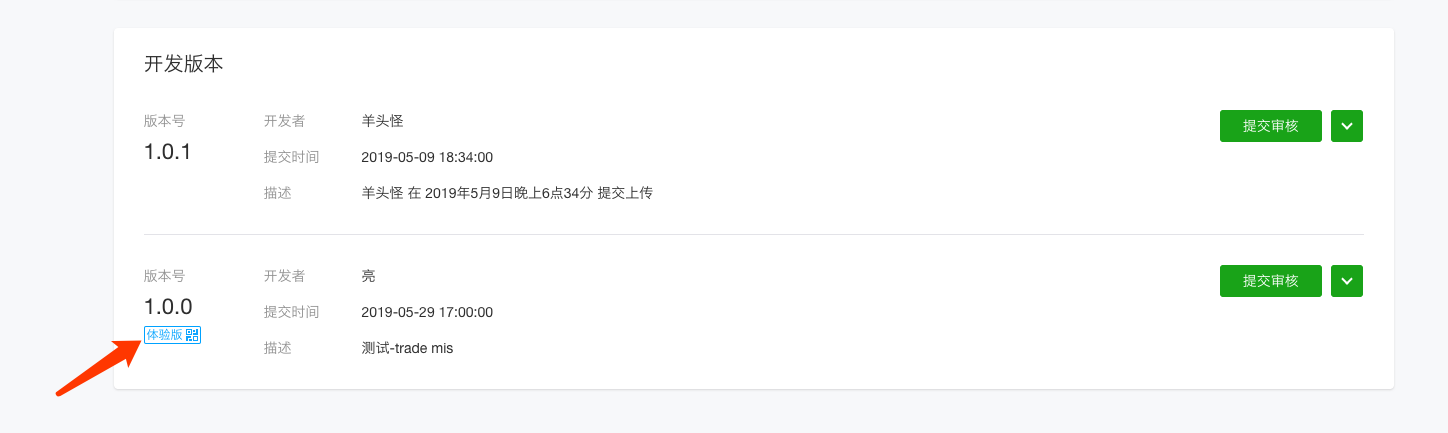 开发版本
版本号 开发者 羊头怪 提交审核
1.0.1 提交时间 2019-05-09 18:34:00
描述 羊头怪 在 2019年5月9日晚上6点34分 提交上传
版本号 开发者 亮 提交审核
1.0.0 提交时间 2019-05-29 17:00:00
体验版
描述 测试-trade mis